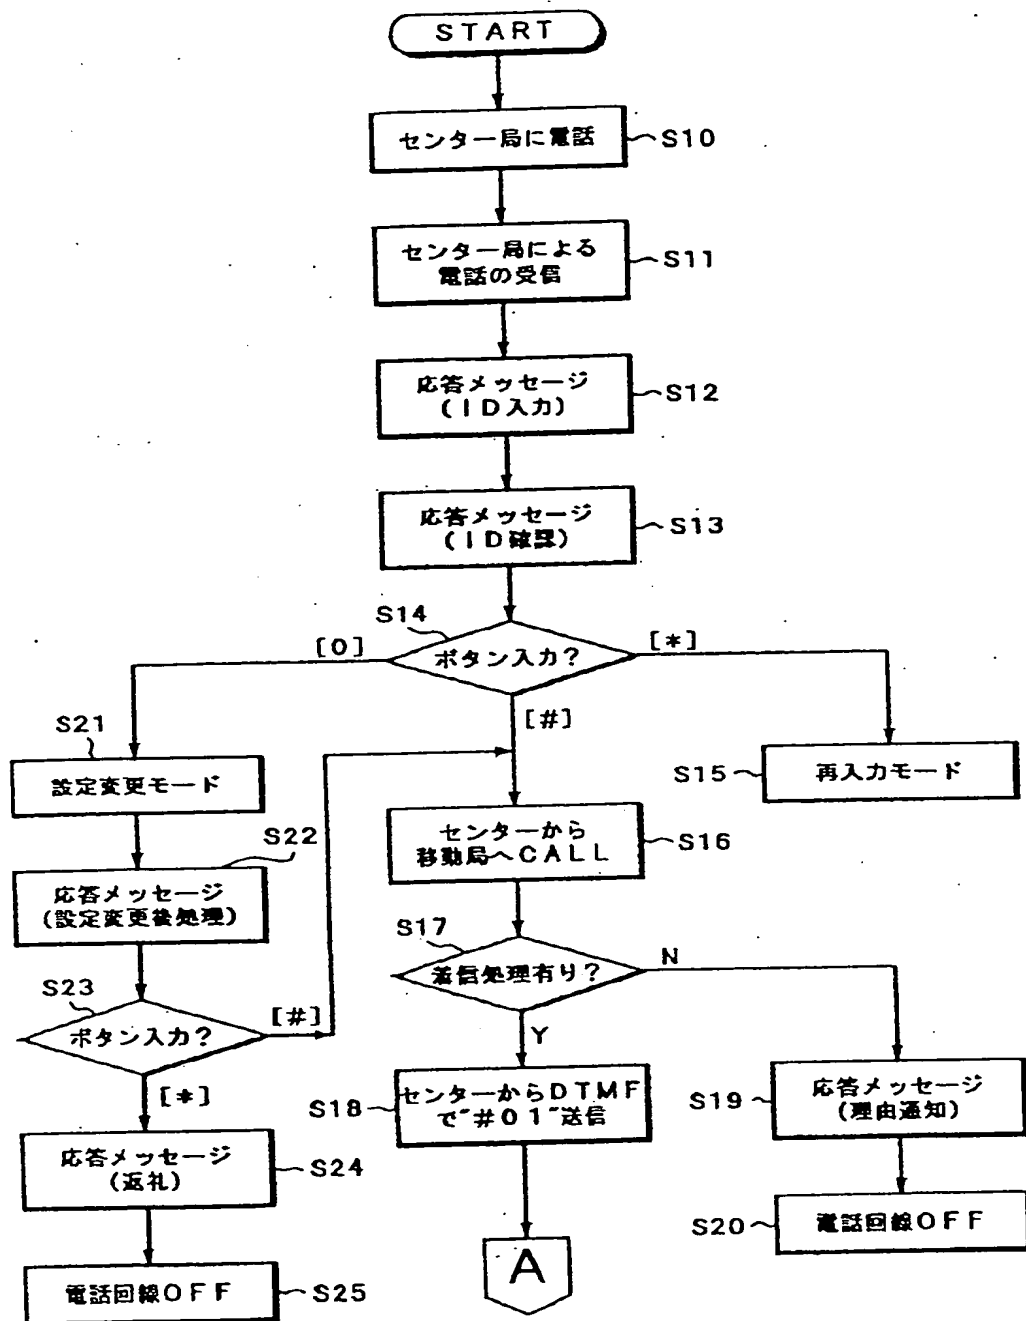 START
センター局に電話
S10
センター局による
電話の受信
S11
応答メッセージ
(ID入力)
S12
応答メッセージ
(ID確認)
S13
S14
ボタン入力?
[0]
[*]
[#]
S21
設定変更モード
S15
再入力モード
S22
応答メッセージ
(設定変更後処理)
センターから
移動局へCALL
S16
S23
ボタン入力?
[#]
[*]
S17
着信処理有り?
N
Y
S18
センターからDTMF
で"#01"送信
S19
応答メッセージ
(理由通知)
応答メッセージ
(返礼)
S24
S20
電話回線OFF
A
電話回線OFF
S25